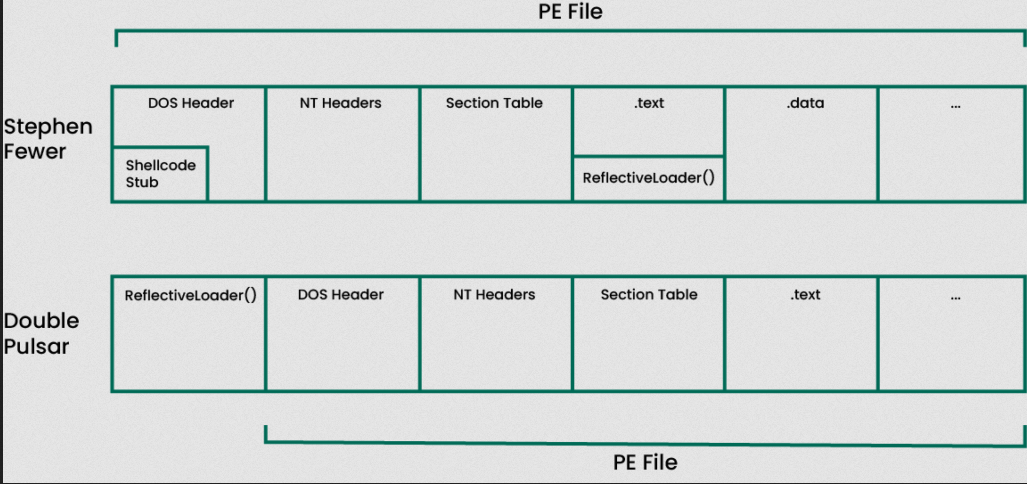 PE File
DOS Header
NT Headers
Section Table
.text
.data
...
Stephen
Fewer
Shellcode
Stub
ReflectiveLoader()
ReflectiveLoader()
DOS Header
NT Headers
Section Table
.text
...
Double
Pulsar
PE File